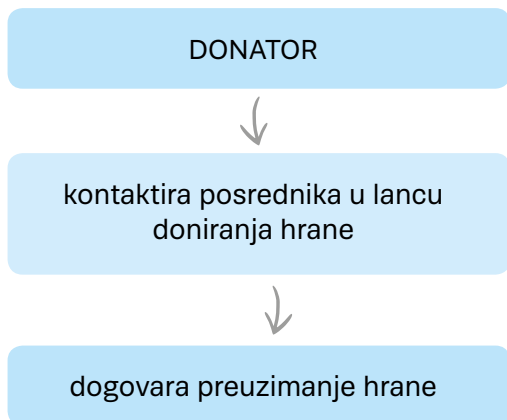 DONATOR
kontaktira posrednika u lancu
doniranja hrane
dogovara preuzimanje hrane